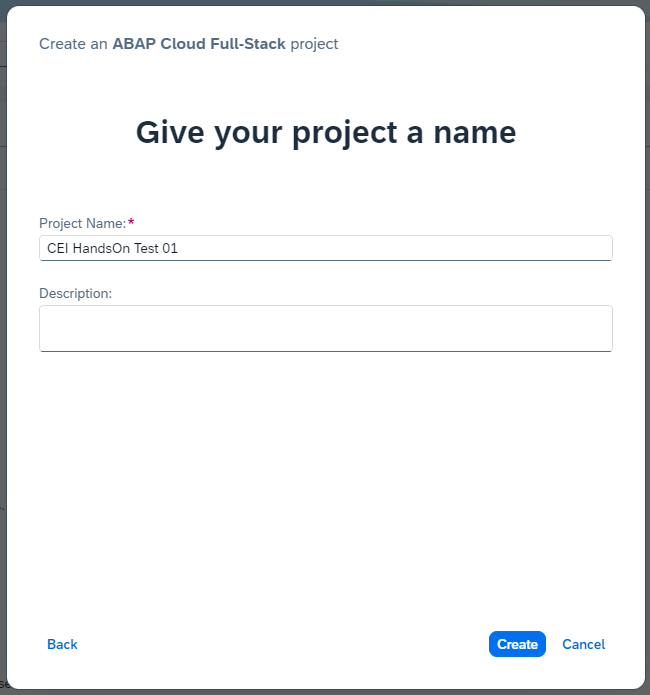 Create an ABAP Cloud Full-Stack project
Give your project a name
Project Name:*
CEI HandsOn Test 01
Description:
Back
Create
Cancel